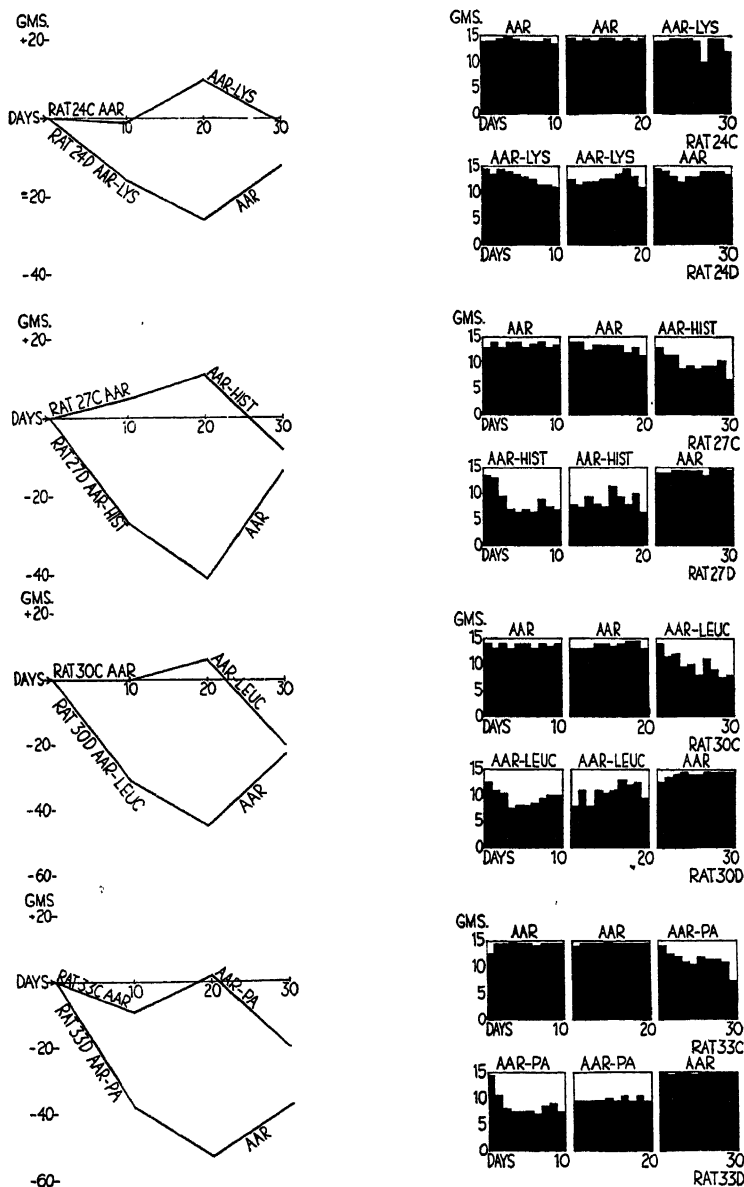 GMS.
+20-
DAYS
RAT 24C AAR
AAR-LYS
10
20
30
RAT 24D AAR-LYS
AAR
=20-
-40-
GMS.
15
10
5
0
AAR
AAR
AAR-LYS
DAYS
10
20
30
RAT 24C
AAR-LYS
AAR-LYS
AAR
15
10
5
0
DAYS
10
20
30
RAT 24D
GMS.
+20-
DAYS
RAT 27C AAR
AAR-HIST
10
20
30
RAT 27D AAR-HIST
AAR
-20-
-40-
GMS.
15
10
5
0
AAR
AAR
AAR-HIST
DAYS
10
20
30
RAT 27C
AAR-HIST
AAR-HIST
AAR
15
10
5
0
DAYS
10
20
30
RAT 27D
GMS.
+20-
DAYS
RAT 30C AAR
AAR-LEUC
10
20
30
RAT 30D AAR-LEUC
AAR
-20-
-40-
-60-
GMS.
15
10
5
0
AAR
AAR
AAR-LEUC
DAYS
10
20
30
RAT 30C
AAR-LEUC
AAR-LEUC
AAR
15
10
5
0
DAYS
10
20
30
RAT 30D
GMS
+20-
DAYS
RAT 33C AAR
AAR-PA
10
20
30
RAT 33D AAR-PA
AAR
-20-
-40-
-60-
GMS.
15
10
5
0
AAR
AAR
AAR-PA
DAYS
10
20
30
RAT 33C
AAR-PA
AAR-PA
AAR
15
10
5
0
DAYS
10
20
30
RAT 33D